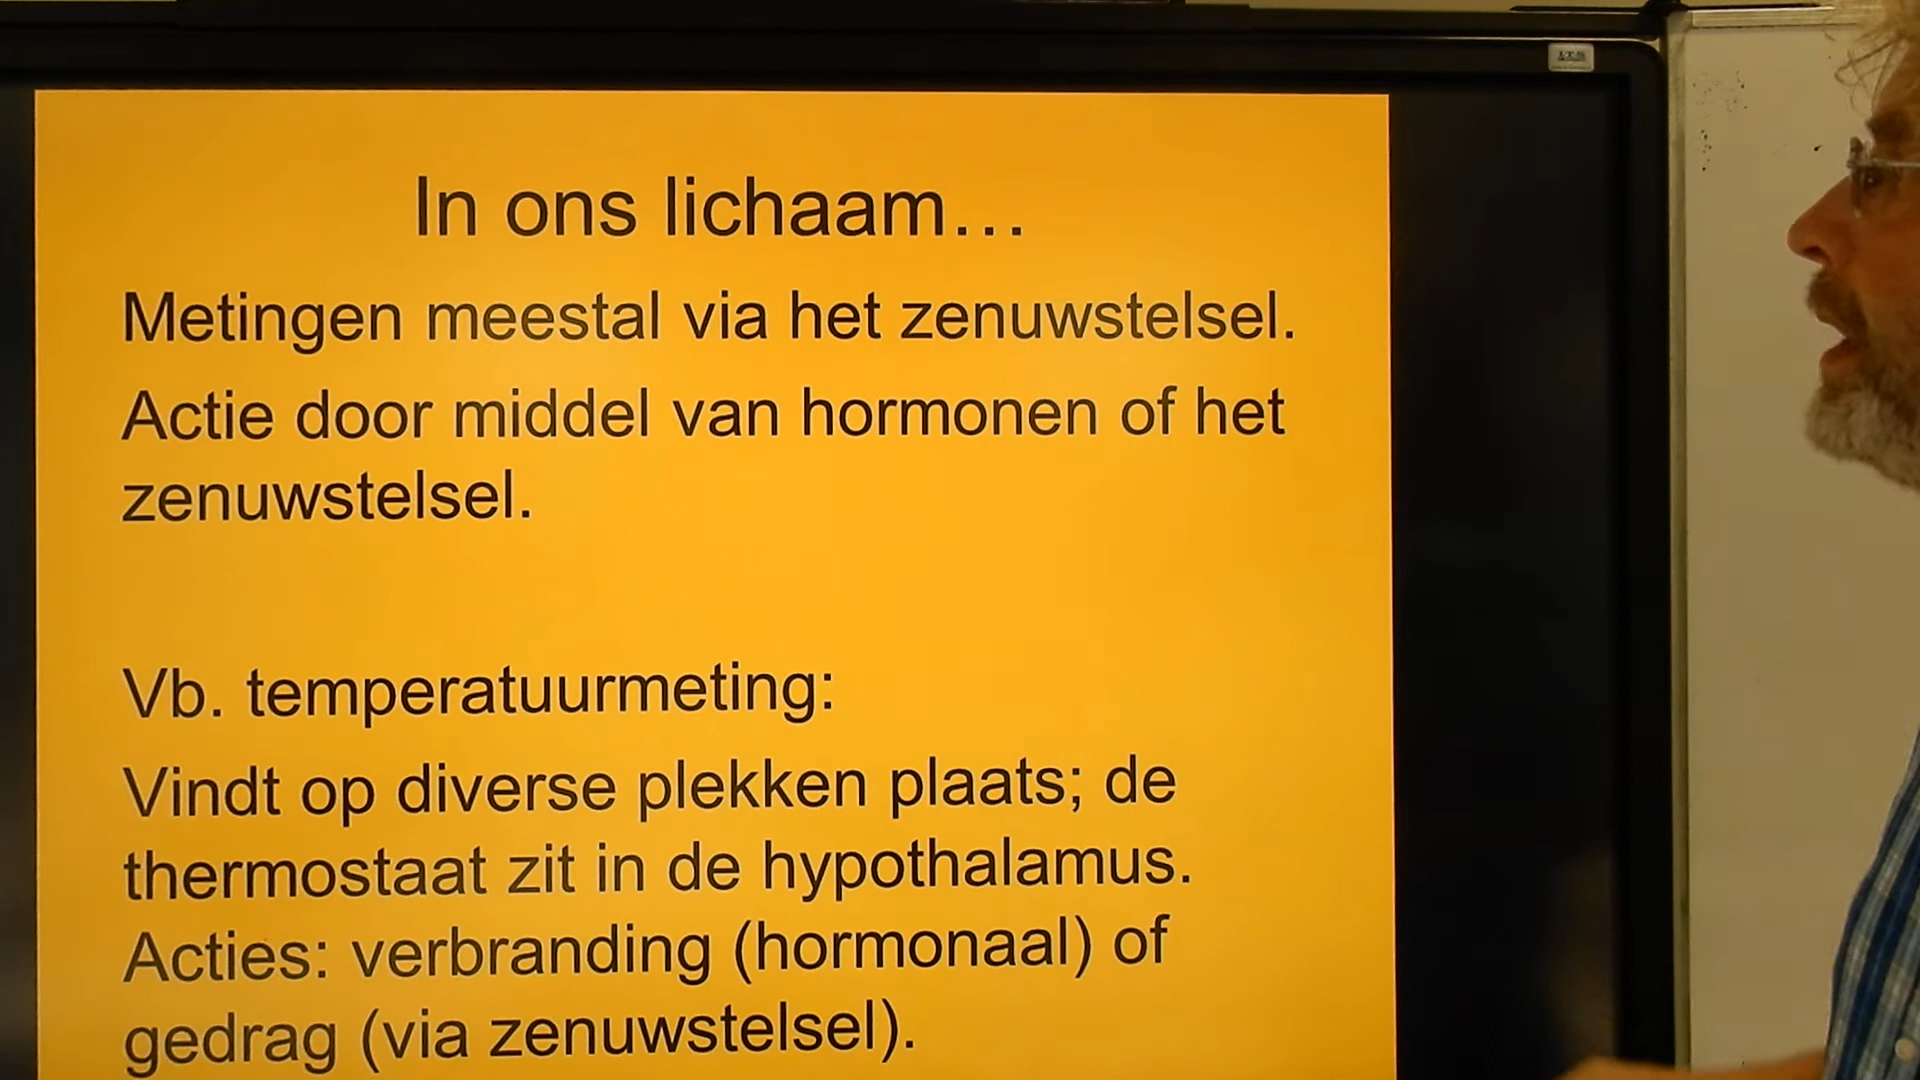 In ons lichaam…
Metingen meestal via het zenuwstelsel.
Actie door middel van hormonen of het
zenuwstelsel.
Vb. temperatuurmeting:
Vindt op diverse plekken plaats; de
thermostaat zit in de hypothalamus.
Acties: verbranding (hormonaal) of
gedrag (via zenuwstelsel).